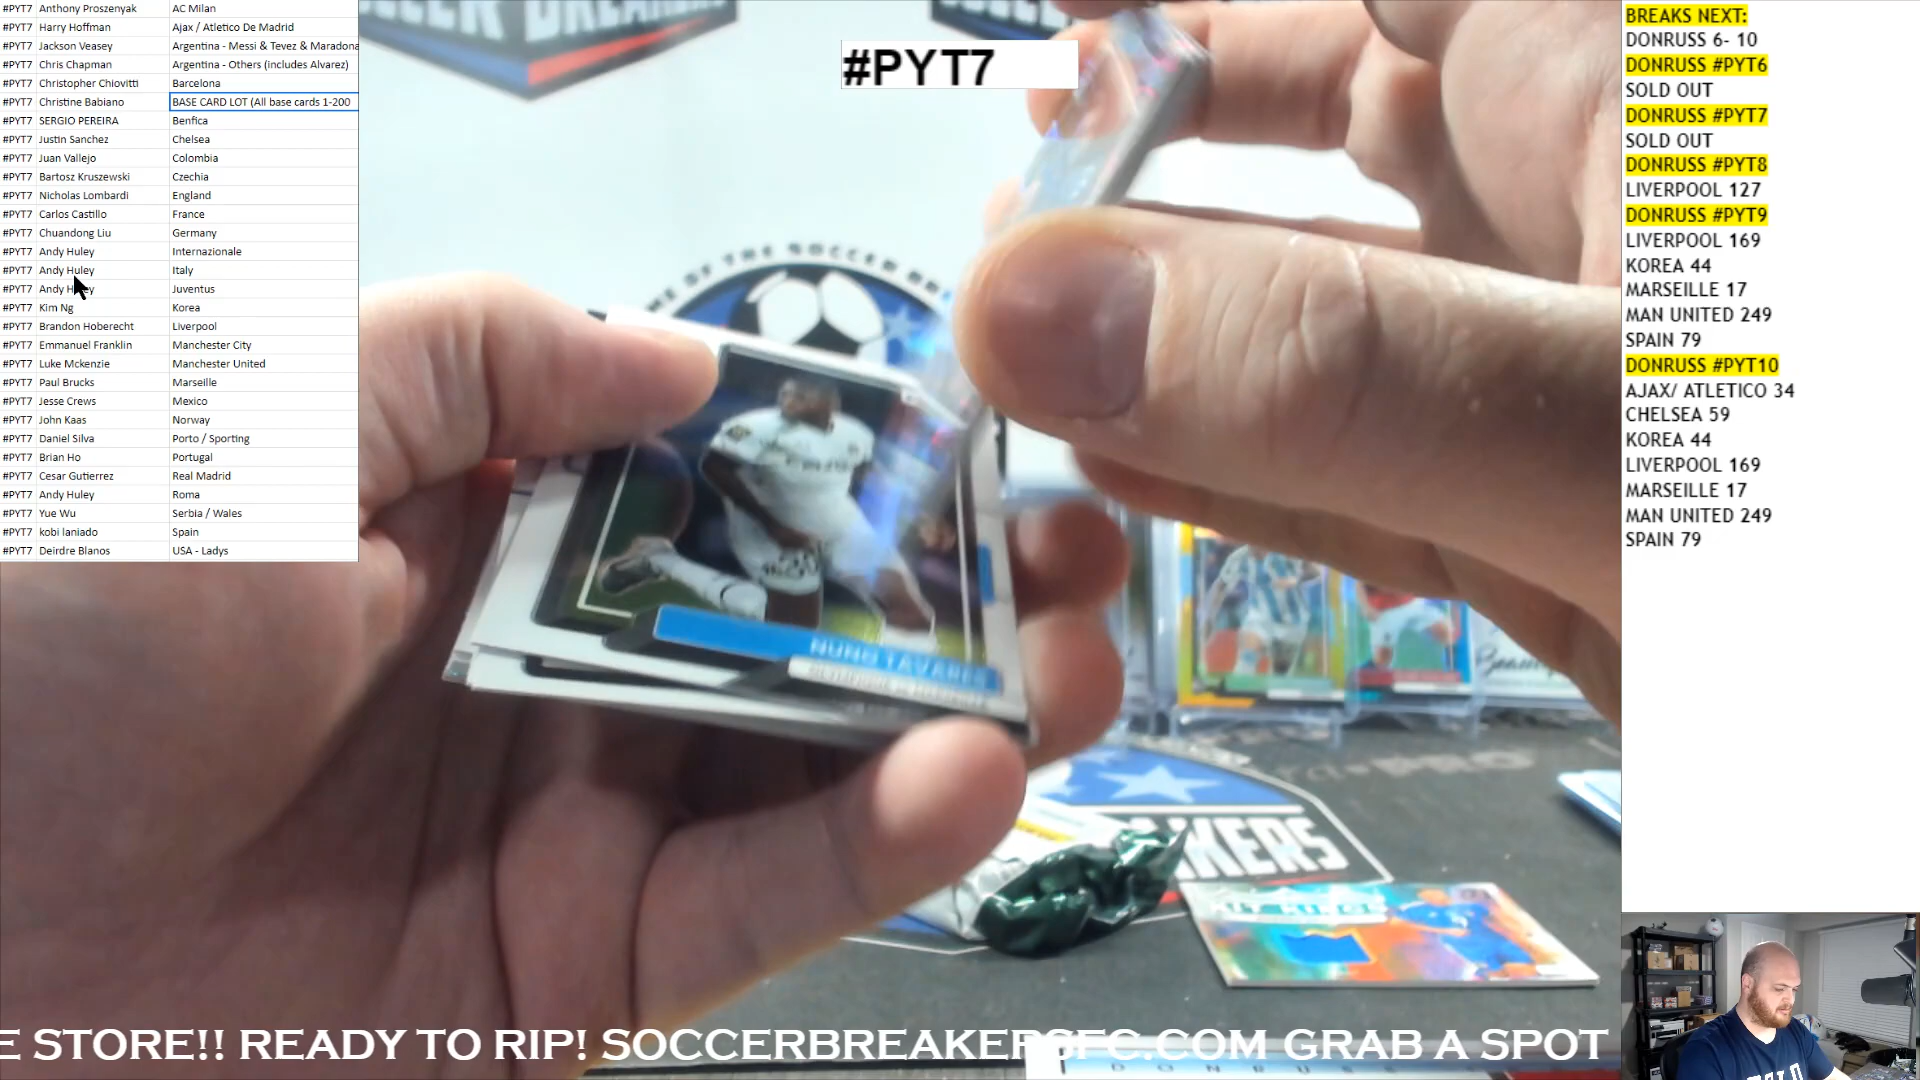 #PYT7 Anthony Proszenyak AC Milan
#PYT7 Harry Hoffman Ajax / Atletico De Madrid
#PYT7 Jackson Veasey Argentina - Messi & Tevez & Maradona
#PYT7 Chris Chapman Argentina - Others (includes Alvarez)
#PYT7 Christopher Chiovitti Barcelona
#PYT7 Christine Babiano BASE CARD LOT (All base cards 1-200
#PYT7 SERGIO PEREIRA Benfica
#PYT7 Justin Sanchez Chelsea
#PYT7 Juan Vallejo Colombia
#PYT7 Bartosz Kruszewski Czechia
#PYT7 Nicholas Lombardi England
#PYT7 Carlos Castillo France
#PYT7 Chuandong Liu Germany
#PYT7 Andy Huley Internazionale
#PYT7 Andy Huley Italy
#PYT7 Andy Huley Juventus
#PYT7 Kim Ng Korea
#PYT7 Brandon Hoberecht Liverpool
#PYT7 Emmanuel Franklin Manchester City
#PYT7 Luke Mckenzie Manchester United
#PYT7 Paul Brucks Marseille
#PYT7 Jesse Crews Mexico
#PYT7 John Kaas Norway
#PYT7 Daniel Silva Porto / Sporting
#PYT7 Brian Ho Portugal
#PYT7 Cesar Gutierrez Real Madrid
#PYT7 Andy Huley Roma
#PYT7 Yue Wu Serbia / Wales
#PYT7 kobi laniado Spain
#PYT7 Deirdre Blanos USA - Ladys
#PYT7
BREAKS NEXT:
DONRUSS 6- 10
DONRUSS #PYT6
SOLD OUT
DONRUSS #PYT7
SOLD OUT
DONRUSS #PYT8
LIVERPOOL 127
DONRUSS #PYT9
LIVERPOOL 169
KOREA 44
MARSEILLE 17
MAN UNITED 249
SPAIN 79
DONRUSS #PYT10
AJAX/ ATLETICO 34
CHELSEA 59
KOREA 44
LIVERPOOL 169
MARSEILLE 17
MAN UNITED 249
SPAIN 79
NUNO TAVARES
KIT KINGS
E STORE!! READY TO RIP! SOCCERBREAKERSFC.COM GRAB A SPOT
DONRUSS